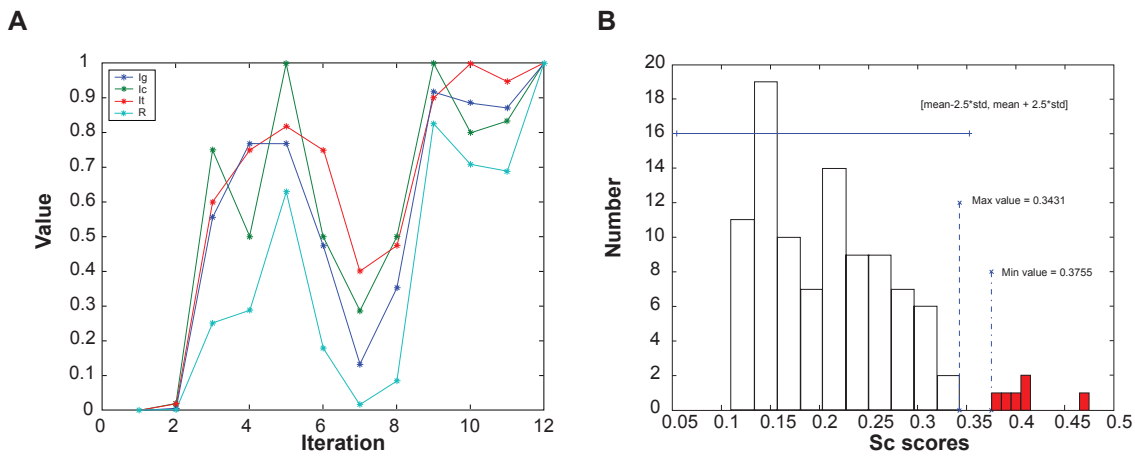 A
Value
1
0.9
0.8
0.7
0.6
0.5
0.4
0.3
0.2
0.1
0
Ig
Ic
It
R
0 2 4 6 8 10 12
Iteration
B
Number
20
18
16
14
12
10
8
6
4
2
0
[mean-2.5*std, mean + 2.5*std]
Max value = 0.3431
Min value = 0.3755
0.05 0.1 0.15 0.2 0.25 0.3 0.35 0.4 0.45 0.5
Sc scores